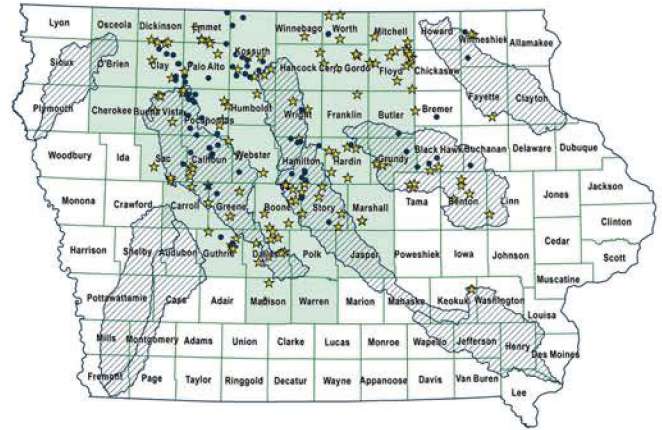 Lyon Osceola Dickinson Emmet Winnebago Worth Mitchell Howard Winneshiek Allamakee
Sioux O'Brien Clay Palo Alto Kossuth Hancock Cerro Gordo Floyd Chickasaw
Plymouth Cherokee Buena Vista Pocahontas Humboldt Wright Franklin Butler Bremer Fayette Clayton
Woodbury Ida Sac Calhoun Webster Hamilton Hardin Grundy Black Hawk Buchanan Delaware Dubuque
Monona Crawford Carroll Greene Boone Story Marshall Tama Benton Linn Jones Jackson
Clinton
Harrison Shelby Audubon Guthrie Dallas Polk Jasper Poweshiek Iowa Johnson Cedar Scott
Muscatine
Pottawattamie Cass Adair Madison Warren Marion Mahaska Keokuk Washington
Louisa
Mills Montgomery Adams Union Clarke Lucas Monroe Wapello Jefferson Henry Des Moines
Fremont Page Taylor Ringgold Decatur Wayne Appanoose Davis Van Buren
Lee